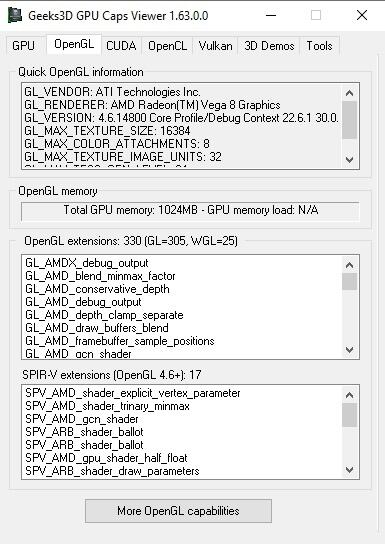 Geeks3D GPU Caps Viewer 1.63.0.0
GPU OpenGL CUDA OpenCL Vulkan 3D Demos Tools
Quick OpenGL information
GL_VENDOR: ATI Technologies Inc.
GL_RENDERER: AMD Radeon(TM) Vega 8 Graphics
GL_VERSION: 4.6.14800 Core Profile/Debug Context 22.6.1 30.0.
GL_MAX_TEXTURE_SIZE: 16384
GL_MAX_COLOR_ATTACHMENTS: 8
GL_MAX_TEXTURE_IMAGE_UNITS: 32
OpenGL memory
Total GPU memory: 1024MB - GPU memory load: N/A
OpenGL extensions: 330 (GL=305, WGL=25)
GL_AMDX_debug_output
GL_AMD_blend_minmax_factor
GL_AMD_conservative_depth
GL_AMD_debug_output
GL_AMD_depth_clamp_separate
GL_AMD_draw_buffers_blend
GL_AMD_framebuffer_sample_positions
GL_AMD_gcn_shader
SPIR-V extensions (OpenGL 4.6+): 17
SPV_AMD_shader_explicit_vertex_parameter
SPV_AMD_shader_trinary_minmax
SPV_AMD_gcn_shader
SPV_ARB_shader_ballot
SPV_ARB_shader_ballot
SPV_AMD_gpu_shader_half_float
SPV_ARB_shader_draw_parameters
More OpenGL capabilities